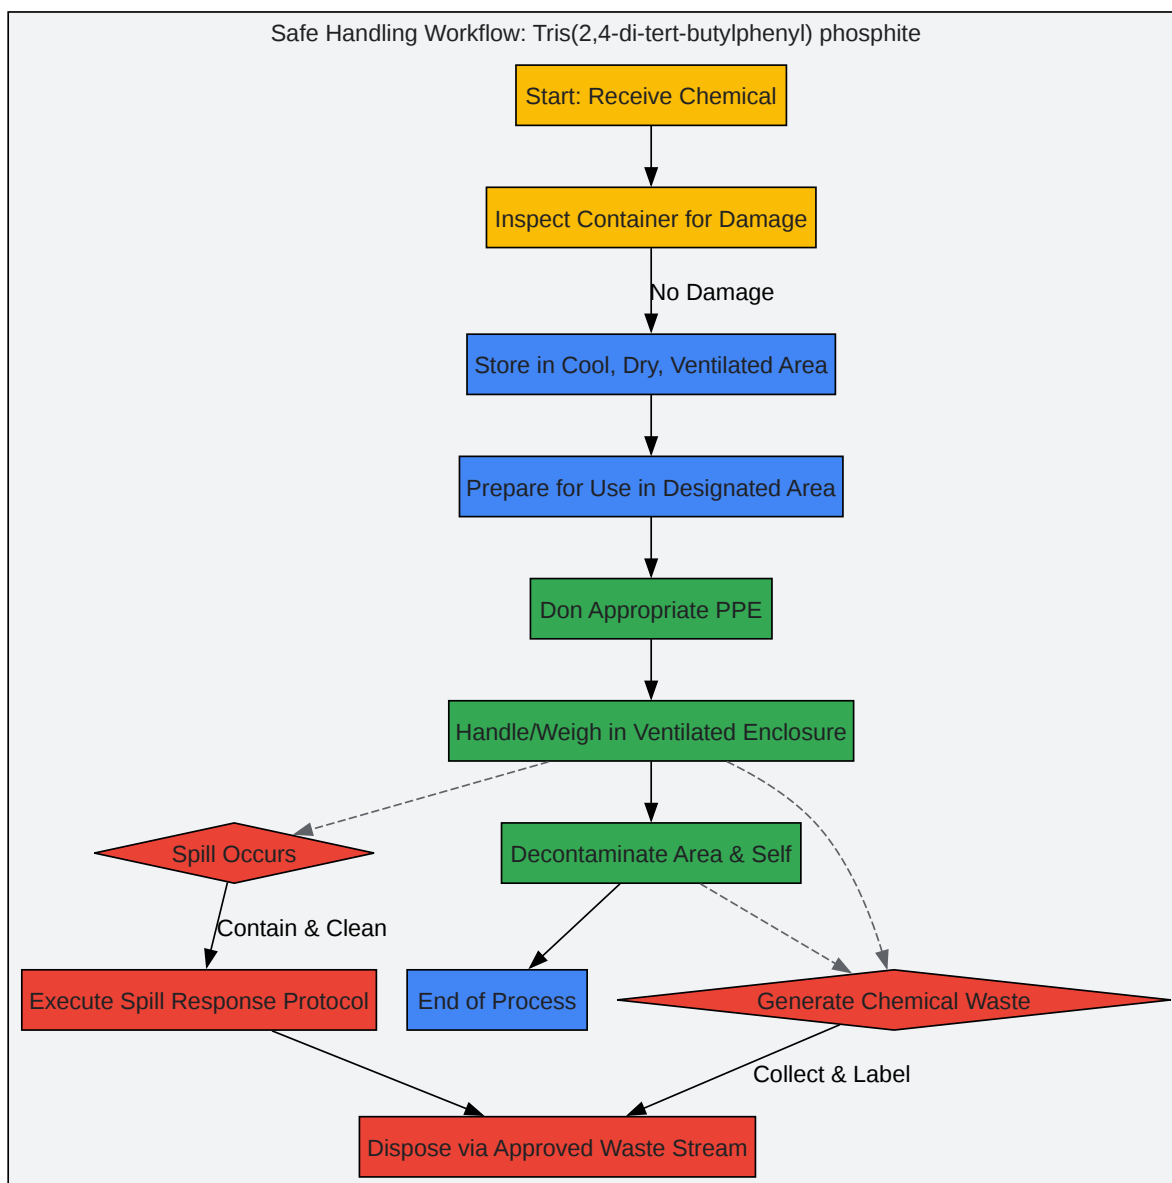 Safe Handling Workflow: Tris(2,4-di-tert-butylphenyl) phosphite
Start: Receive Chemical
Inspect Container for Damage
No Damage
Store in Cool, Dry, Ventilated Area
Prepare for Use in Designated Area
Don Appropriate PPE
Handle/Weigh in Ventilated Enclosure
Spill Occurs
Decontaminate Area & Self
Contain & Clean
Execute Spill Response Protocol
End of Process
Generate Chemical Waste
Collect & Label
Dispose via Approved Waste Stream